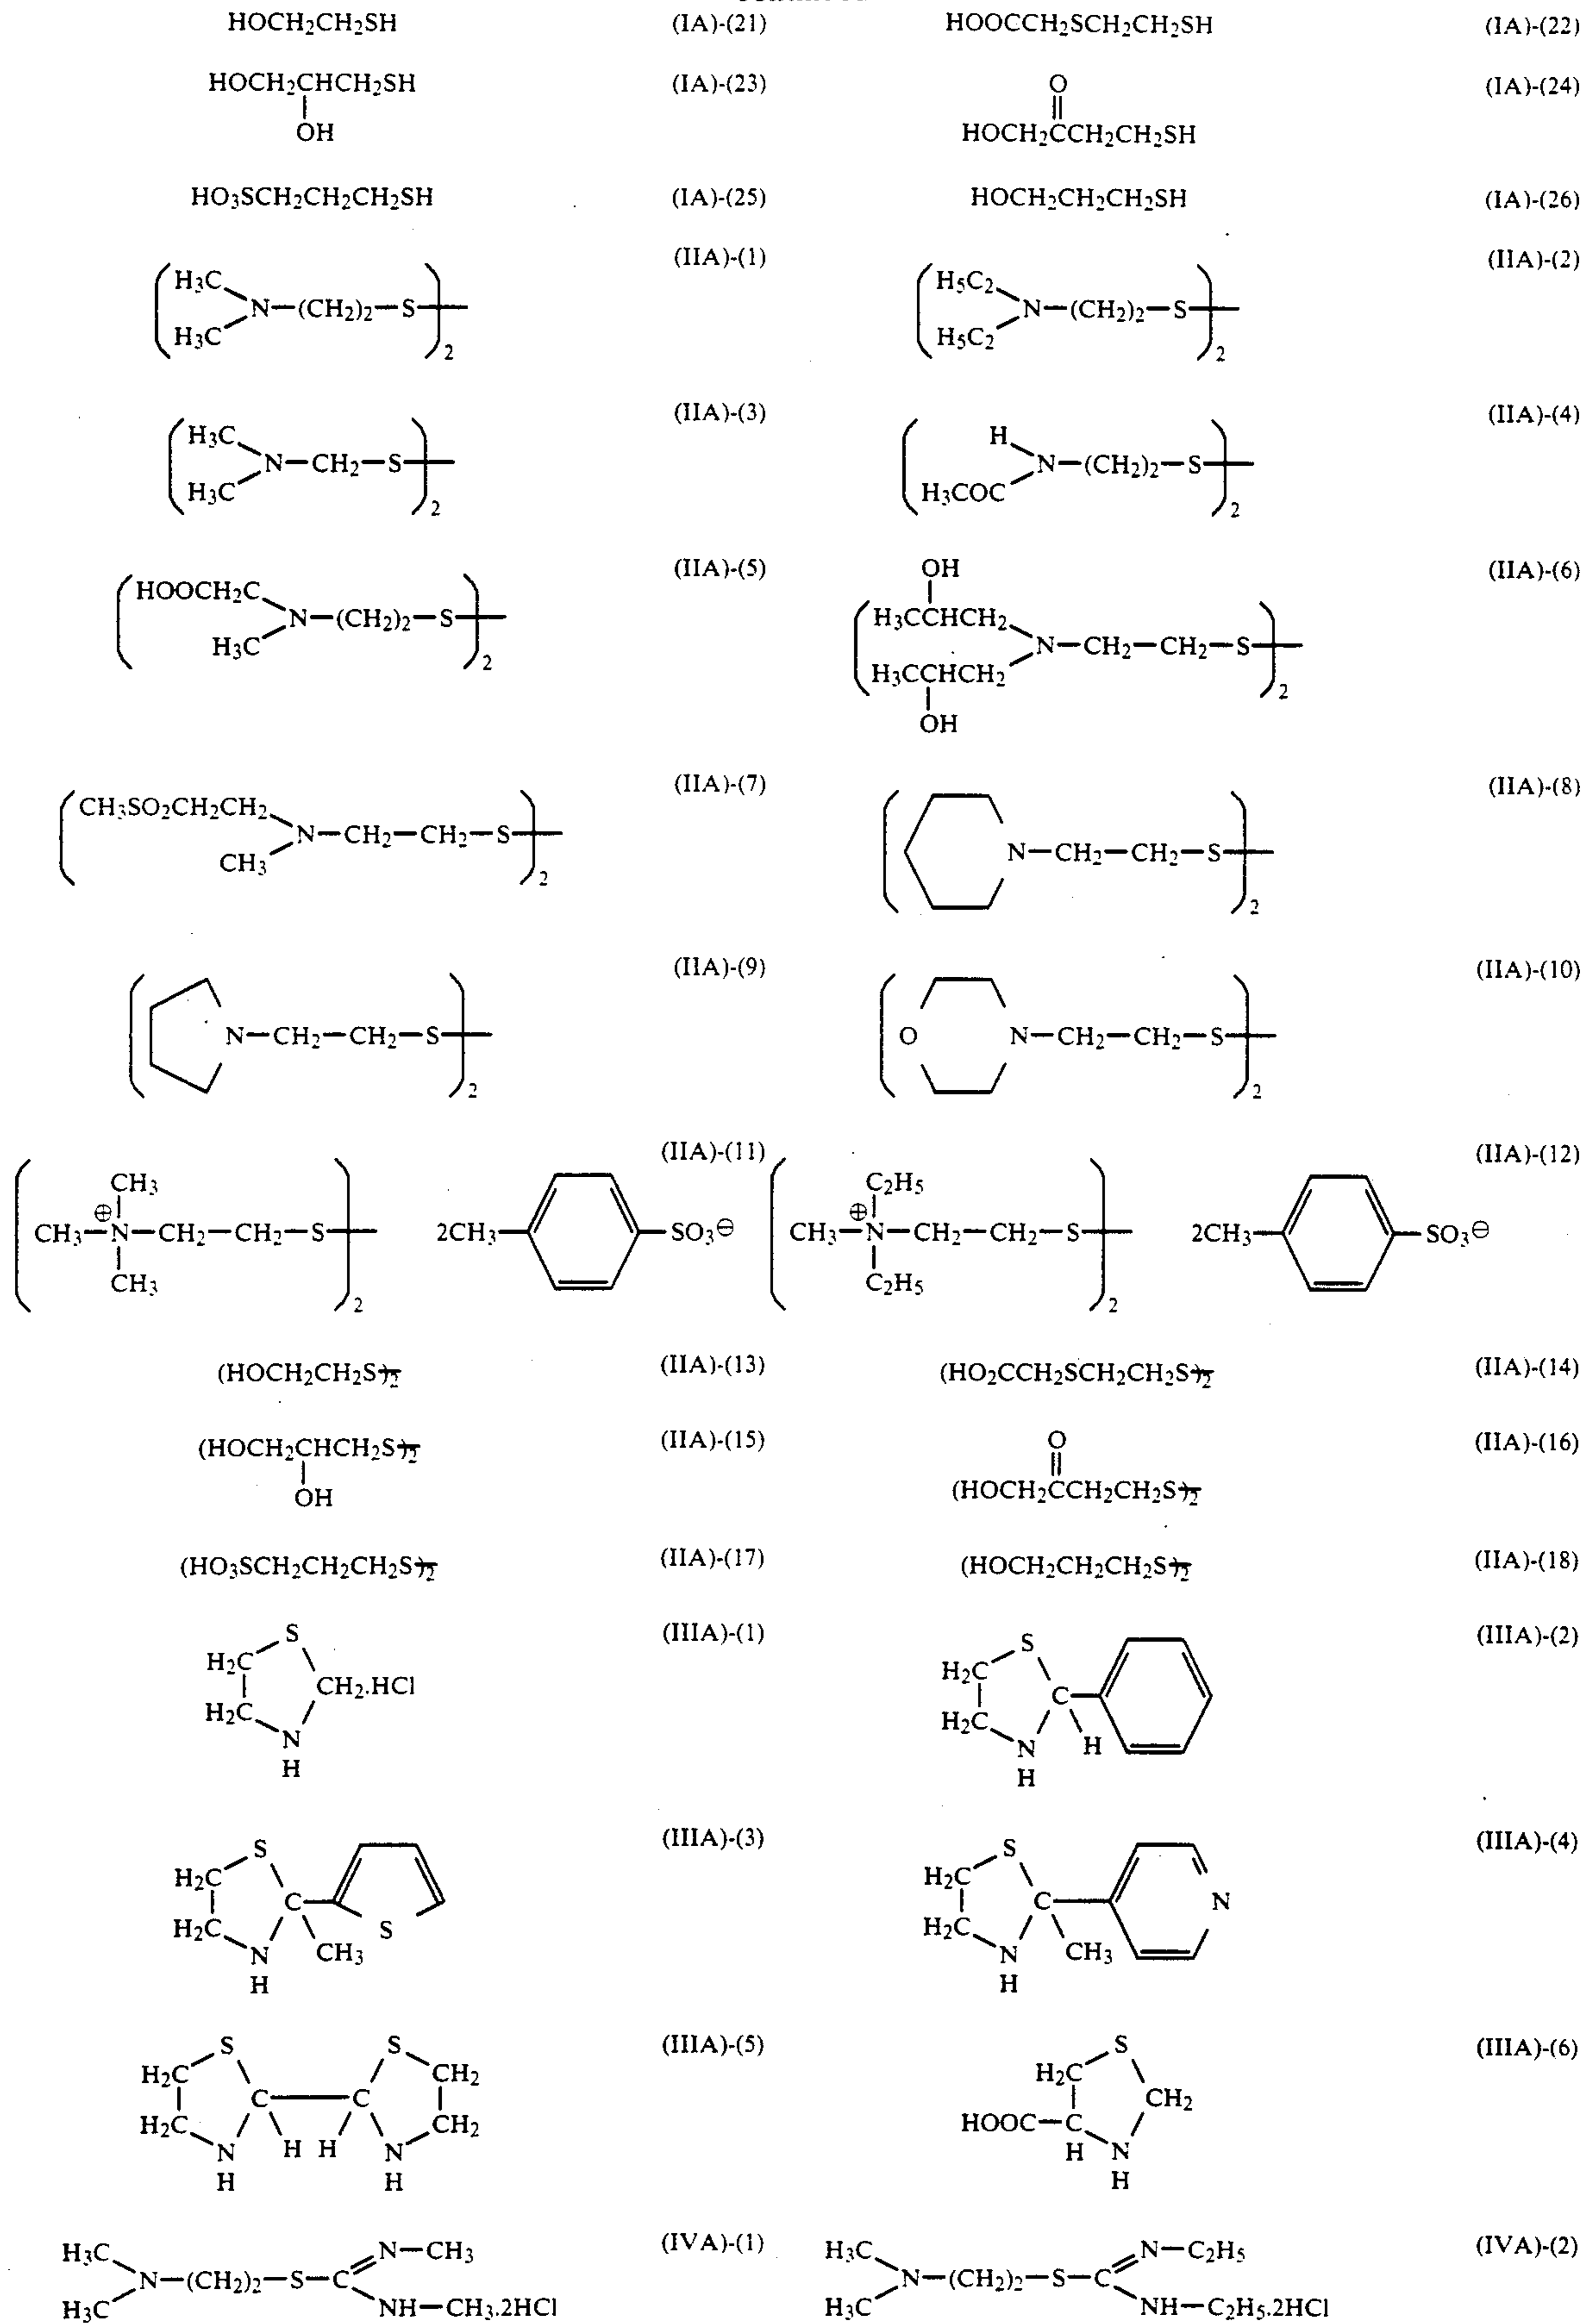 HOCH2CH2SH (IA)-(21) HOOCCH2SCH2CH2SH (IA)-(22)
HOCH2CHCH2SH (IA)-(23) O (IA)-(24)
OH HOCH2CCH2CH2SH
HO3SCH2CH2CH2SH (IA)-(25) HOCH2CH2CH2SH (IA)-(26)
(IIA)-(1) (IIA)-(2)
H3C H5C2
N—(CH2)2—S N—(CH2)2—S
H3C H5C2
2 2
(IIA)-(3) (IIA)-(4)
H3C H
N—CH2—S N—(CH2)2—S
H3C H3COC
2 2
(IIA)-(5) OH (IIA)-(6)
HOOCH2C H3CCHCH2
N—(CH2)2—S N—CH2—CH2—S
H3C H3CCHCH2
2 2
OH
(IIA)-(7) (IIA)-(8)
CH3SO2CH2CH2
N—CH2—CH2—S N—CH2—CH2—S
CH3
2 2
(IIA)-(9) (IIA)-(10)
N—CH2—CH2—S O N—CH2—CH2—S
2 2
(IIA)-(11) (IIA)-(12)
CH3 C2H5
CH3—N⊕—CH2—CH2—S 2CH3 SO3⊖ CH3—N⊕—CH2—CH2—S 2CH3 SO3⊖
CH3 C2H5
2 2
(HOCH2CH2S)2 (IIA)-(13) (HO2CCH2SCH2CH2S)2 (IIA)-(14)
(HOCH2CHCH2S)2 (IIA)-(15) O (IIA)-(16)
OH (HOCH2CCH2CH2S)2
(HO3SCH2CH2CH2S)2 (IIA)-(17) (HOCH2CH2CH2S)2 (IIA)-(18)
S (IIIA)-(1) S (IIIA)-(2)
H2C H2C
CH2.HCl C
H2C H2C
N N H
H H
S (IIIA)-(3) S (IIIA)-(4)
H2C H2C
C C N
H2C S H2C
N CH3 N CH3
H H
S S (IIIA)-(5) S (IIIA)-(6)
H2C CH2 H2C
C C CH2
H2C CH2 HOOC—C
N H H N H N
H H H
H3C N—CH3 (IVA)-(1) H3C N—C2H5 (IVA)-(2)
N—(CH2)2—S—C N—(CH2)2—S—C
H3C NH—CH3.2HCl H3C NH—C2H5.2HCl